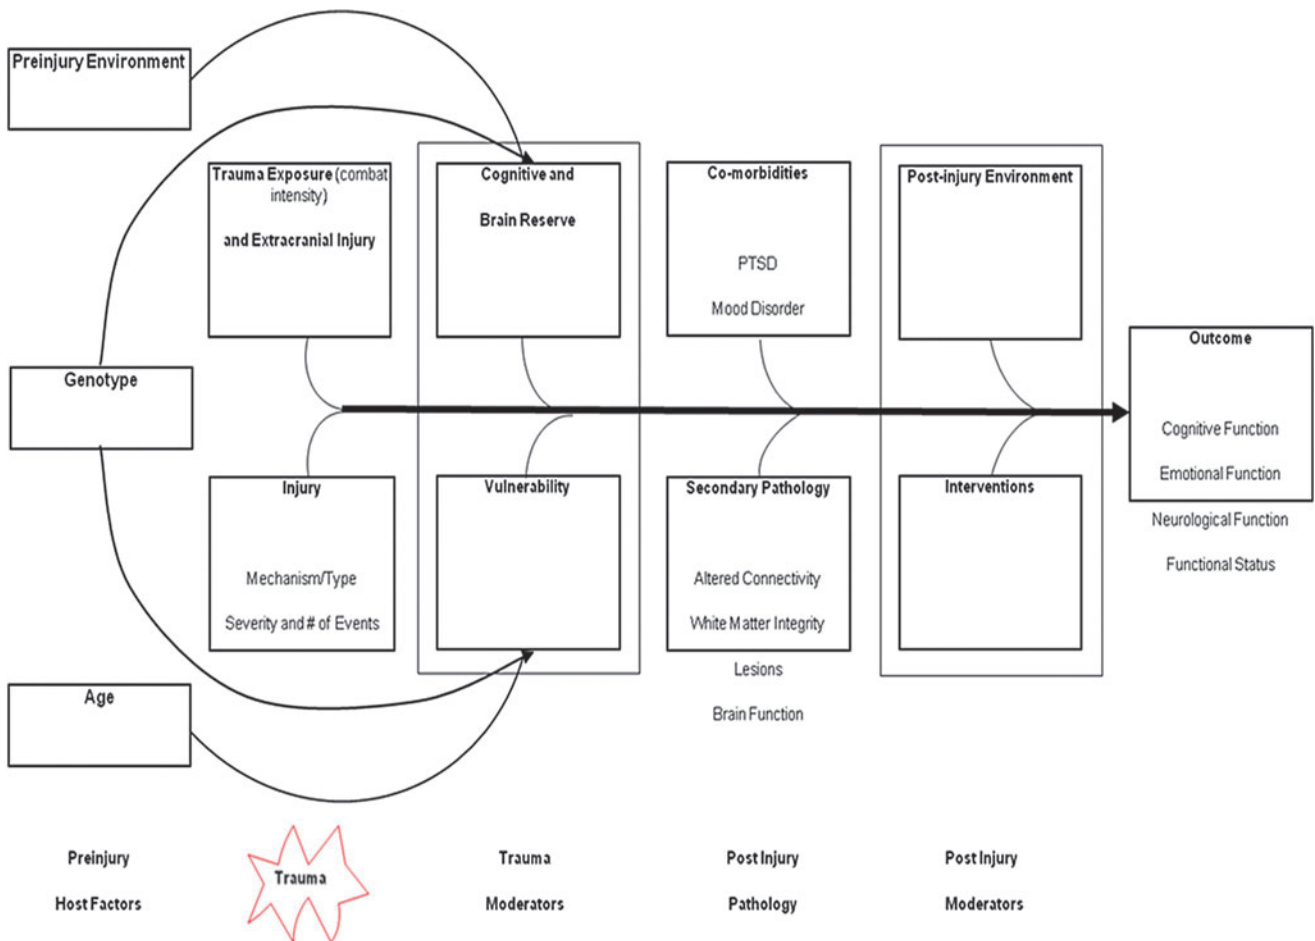 Preinjury Environment
Trauma Exposure (combat
intensity)
and Extracranial Injury
Cognitive and
Brain Reserve
Co-morbidities
PTSD
Mood Disorder
Post-injury Environment
Genotype
Outcome
Cognitive Function
Emotional Function
Neurological Function
Functional Status
Injury
Mechanism/Type
Severity and # of Events
Vulnerability
Secondary Pathology
Altered Connectivity
White Matter Integrity
Lesions
Brain Function
Interventions
Age
Preinjury
Host Factors
Trauma
Trauma
Moderators
Post Injury
Pathology
Post Injury
Moderators